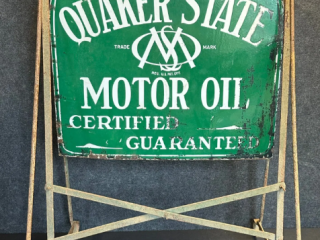 QUAKER STATE
TRADE MARK
MOTOR OIL
CERTIFIED
GUARANTEED